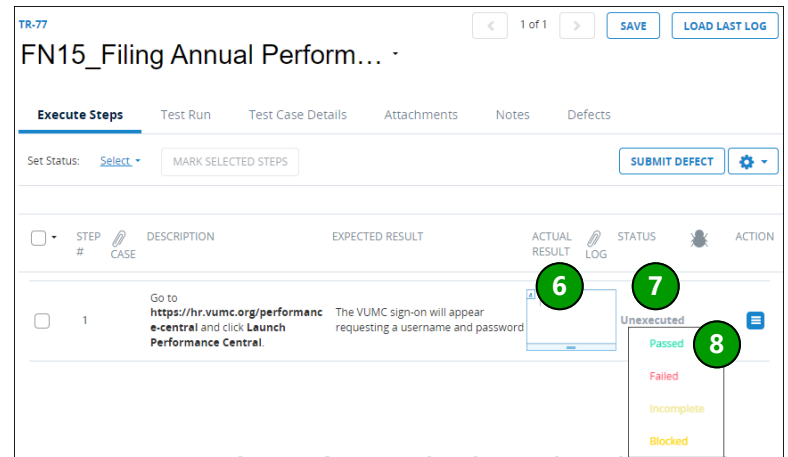 TR-77
1 of 1
SAVE
LOAD LAST LOG
FN15_Filing Annual Perform...
Execute Steps
Test Run
Test Case Details
Attachments
Notes
Defects
Set Status:
Select
MARK SELECTED STEPS
SUBMIT DEFECT
STEP
#
CASE
DESCRIPTION
EXPECTED RESULT
ACTUAL
RESULT
LOG
STATUS
ACTION
6
7
1
Go to
https://hr.vumc.org/performanc
e-central and click Launch
Performance Central.
The VUMC sign-on will appear
requesting a username and password
Unexecuted
Passed
8
Failed
Incomplete
Blocked